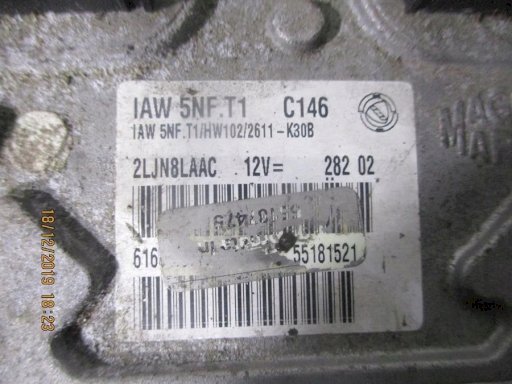 IAW 5NF.T1 C146
IAW 5NF.T1/HW102/2611-K30B
2LJN8LAAC 12V= 282 02
55181521
18/12/2019 18:23